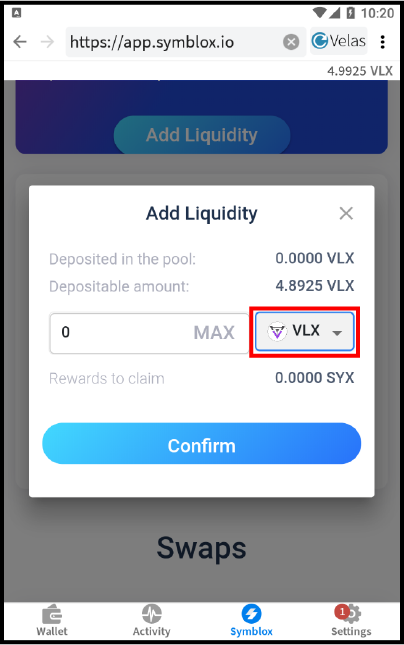 10:20
https://app.symblox.io
Velas
4.9925 VLX
Add Liquidity
Add Liquidity
Deposited in the pool: 0.0000 VLX
Depositable amount: 4.8925 VLX
0 MAX VLX
Rewards to claim 0.0000 SYX
Confirm
Swaps
1
Wallet Activity Symblox Settings